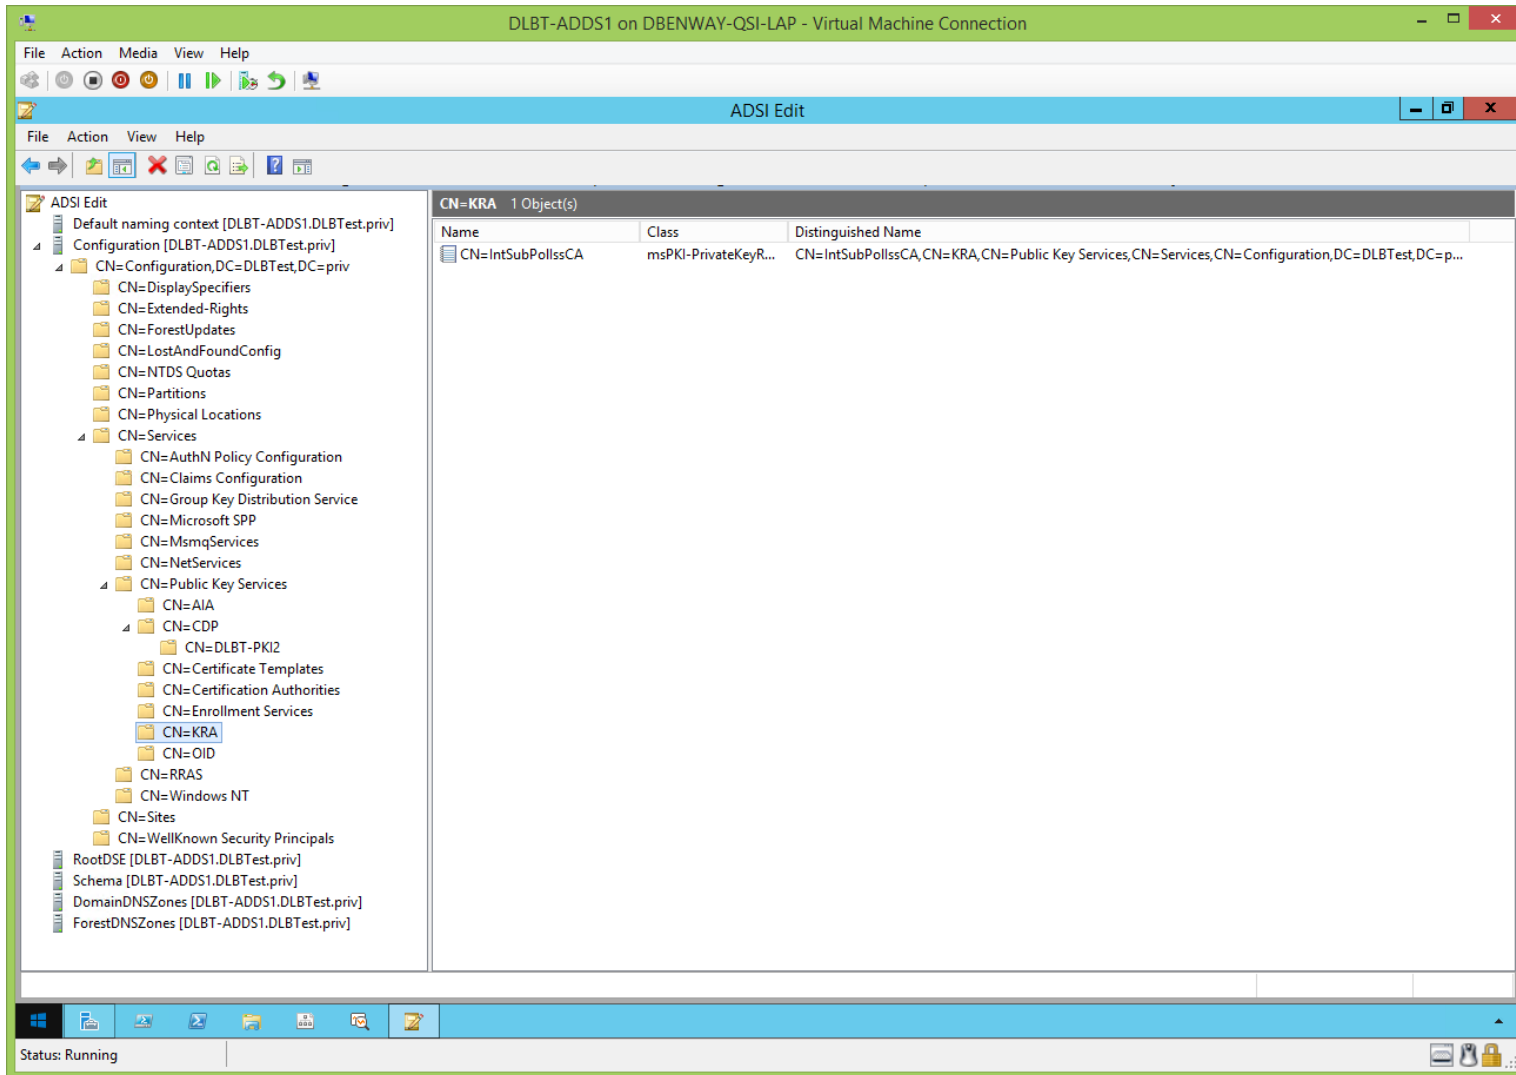 DLBT-ADDS1 on DBENWAY-QSI-LAP - Virtual Machine Connection
File Action Media View Help
ADSI Edit
File Action View Help
ADSI Edit
Default naming context [DLBT-ADDS1.DLBTest.priv]
Configuration [DLBT-ADDS1.DLBTest.priv]
CN=Configuration,DC=DLBTest,DC=priv
CN=DisplaySpecifiers
CN=Extended-Rights
CN=ForestUpdates
CN=LostAndFoundConfig
CN=NTDS Quotas
CN=Partitions
CN=Physical Locations
CN=Services
CN=AuthN Policy Configuration
CN=Claims Configuration
CN=Group Key Distribution Service
CN=Microsoft SPP
CN=MsmqServices
CN=NetServices
CN=Public Key Services
CN=AIA
CN=CDP
CN=DLBT-PKI2
CN=Certificate Templates
CN=Certification Authorities
CN=Enrollment Services
CN=KRA
CN=OID
CN=RRAS
CN=Windows NT
CN=Sites
CN=WellKnown Security Principals
RootDSE [DLBT-ADDS1.DLBTest.priv]
Schema [DLBT-ADDS1.DLBTest.priv]
DomainDNSZones [DLBT-ADDS1.DLBTest.priv]
ForestDNSZones [DLBT-ADDS1.DLBTest.priv]
CN=KRA 1 Object(s)
Name Class Distinguished Name
CN=IntSubPolIssCA msPKI-PrivateKeyR... CN=IntSubPolIssCA,CN=KRA,CN=Public Key Services,CN=Services,CN=Configuration,DC=DLBTest,DC=p...
Status: Running